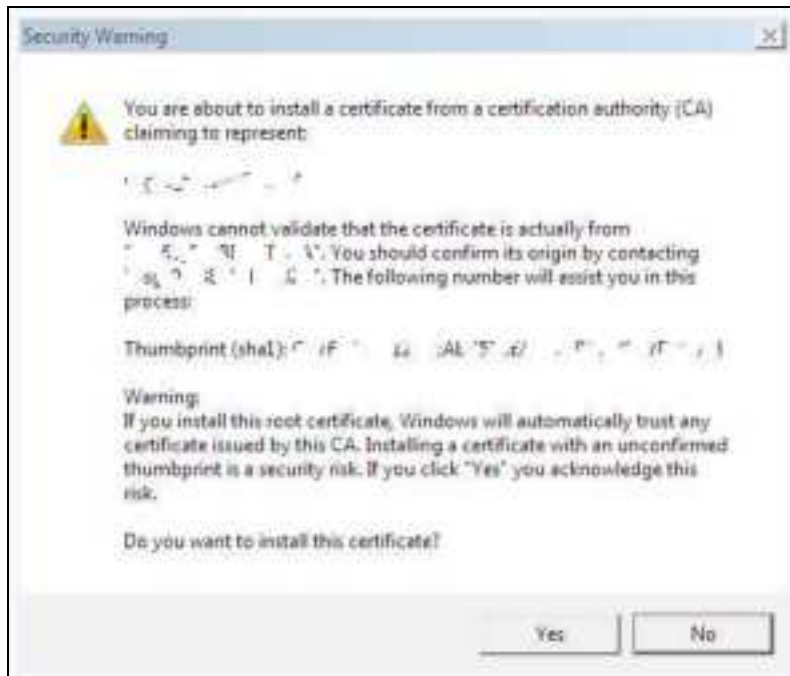 Security Warning
You are about to install a certificate from a certification authority (CA)
claiming to represent:
Windows cannot validate that the certificate is actually from
You should confirm its origin by contacting
The following number will assist you in this
process:
Thumbprint (sha1):
Warning:
If you install this root certificate, Windows will automatically trust any
certificate issued by this CA. Installing a certificate with an unconfirmed
thumbprint is a security risk. If you click "Yes" you acknowledge this
risk.
Do you want to install this certificate?
Yes
No